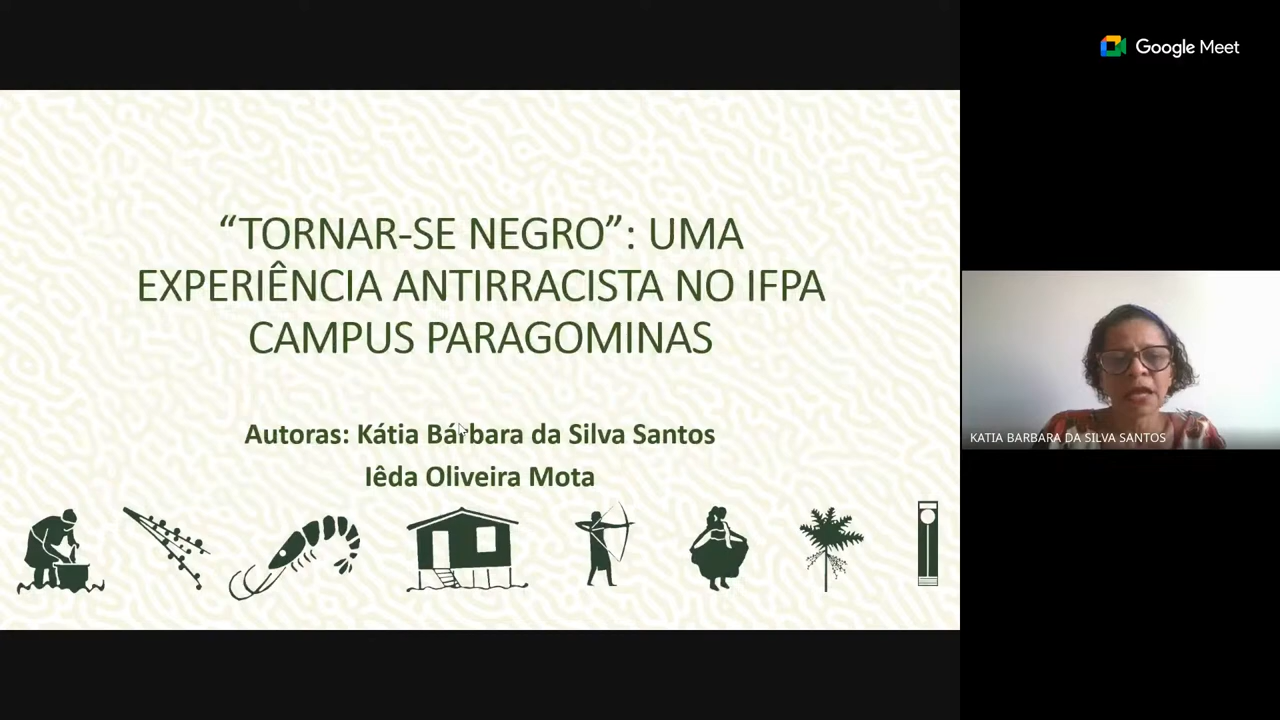 Google Meet
“TORNAR-SE NEGRO”: UMA
EXPERIÊNCIA ANTIRRACISTA NO IFPA
CAMPUS PARAGOMINAS
Autoras: Kátia Bárbara da Silva Santos
Iêda Oliveira Mota
KATIA BARBARA DA SILVA SANTOS